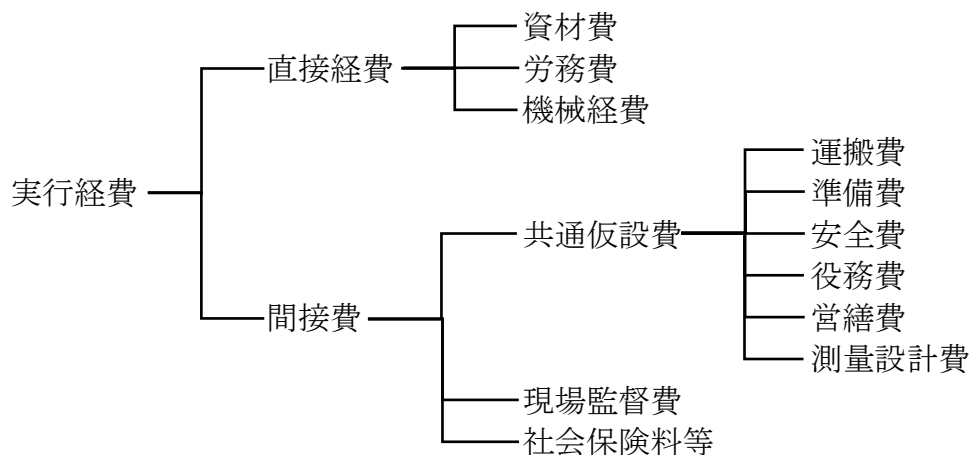 実行経費
直接経費
資材費
労務費
機械経費
間接費
共通仮設費
運搬費
準備費
安全費
役務費
営繕費
測量設計費
現場監督費
社会保険料等